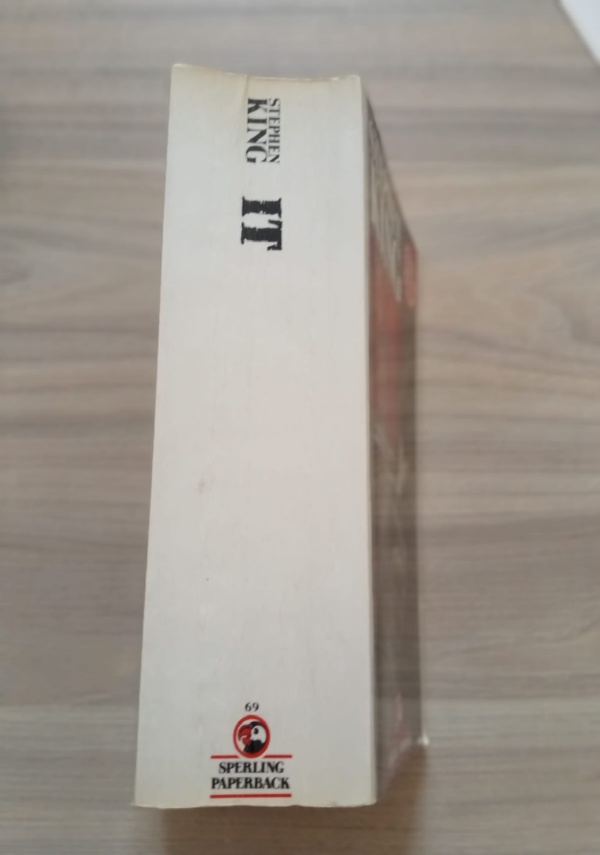 STEPHEN
KING
IT
69
SPERLING
PAPERBACK